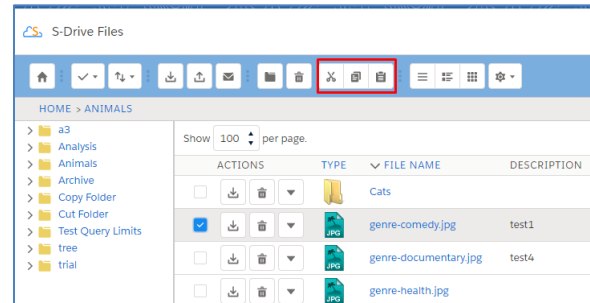 S-Drive Files
HOME > ANIMALS
a3
Analysis
Animals
Archive
Copy Folder
Cut Folder
Test Query Limits
tree
trial
Show 100 per page.
ACTIONS TYPE FILE NAME DESCRIPTION
Cats
JPG genre-comedy.jpg test1
JPG genre-documentary.jpg test4
JPG genre-health.jpg